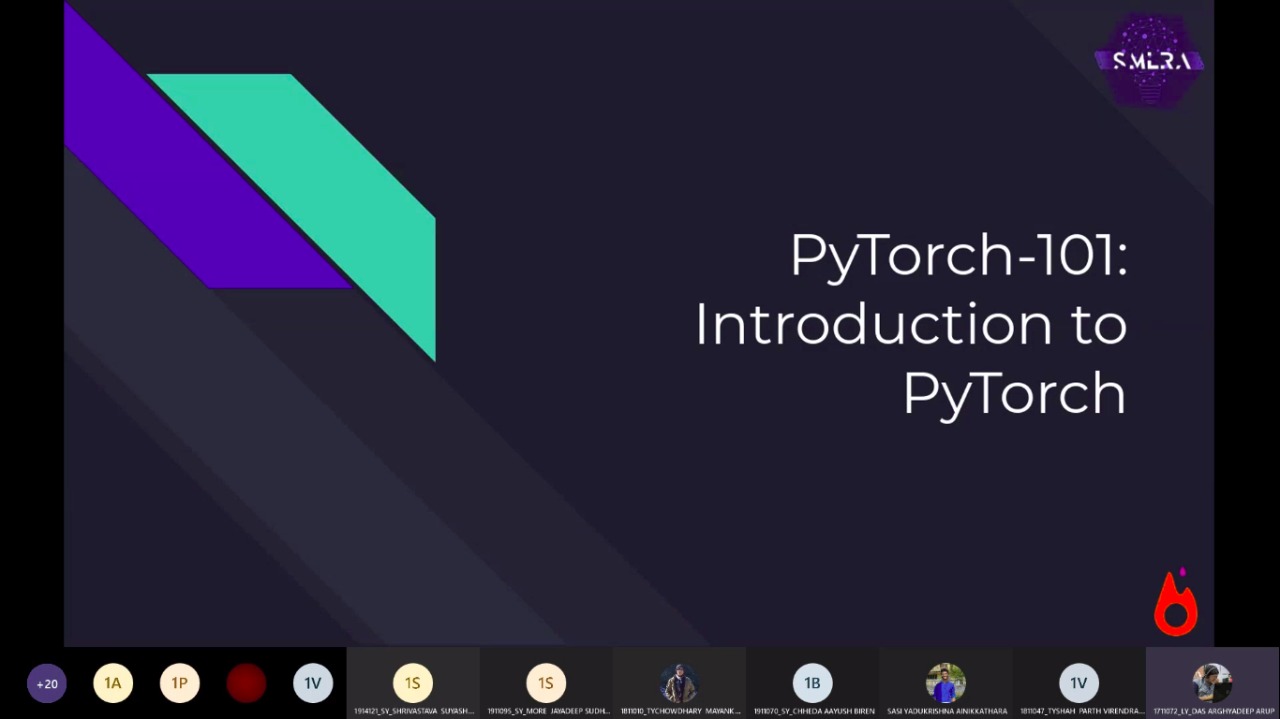 SMLRA
PyTorch-101:
Introduction to
PyTorch
+20
1A
1P
1V
1S
1S
1B
1V
1914121_SY_SHRIVASTAVA SUYASH...
1911095_SY_MORE JAYADEEP SUDH...
1811010_TYCHOWDHARY MAYANK...
1911070_SY_CHHEDA AAYUSH BIREN
SASI YADUKRISHNA AINIKKATHARA
1811047_TYSHAH PARTH VIRENDRA...
1711072_LY_DAS ARGHYADEEP ARUP